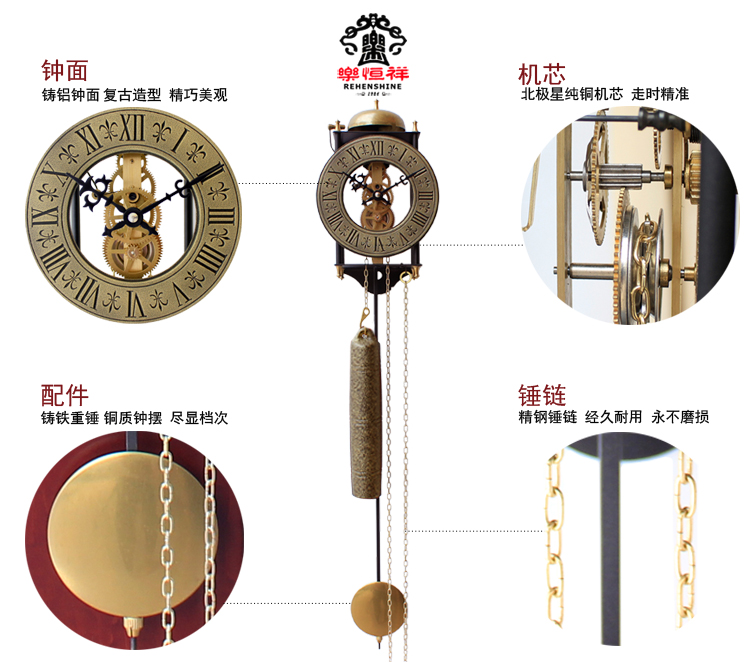 樂恒祥
REHENSHINE
1984
钟面
铸铝钟面 复古造型 精巧美观
机芯
北极星纯铜机芯 走时精准
XII
I
III
V
VII
VIII
IX
X
XI
配件
铸铁重锤 铜质钟摆 尽显档次
锤链
精钢锤链 经久耐用 永不磨损